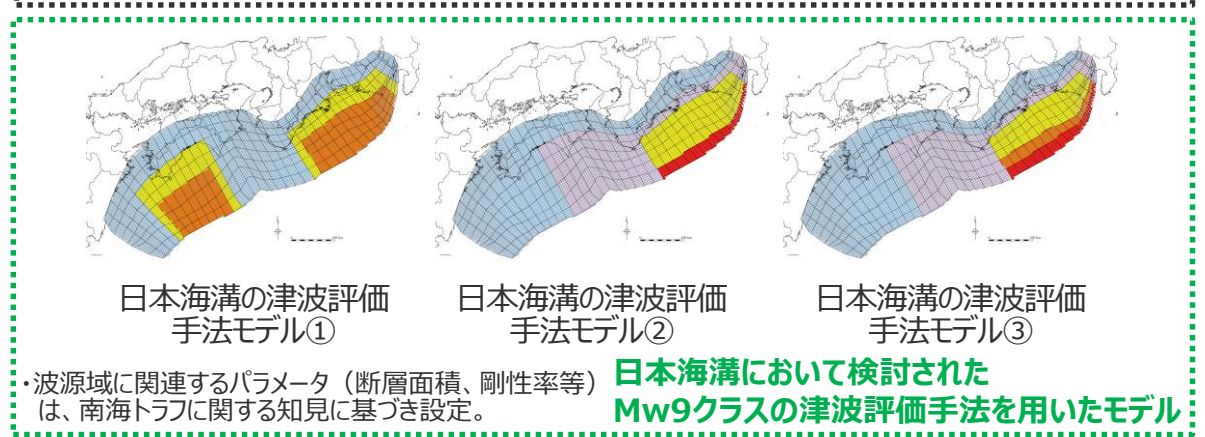 日本海溝の津波評価
手法モデル①
日本海溝の津波評価
手法モデル②
日本海溝の津波評価
手法モデル③
・波源域に関連するパラメータ（断層面積、剛性率等）
は、南海トラフに関する知見に基づき設定。
日本海溝において検討された
Mw9クラスの津波評価手法を用いたモデル